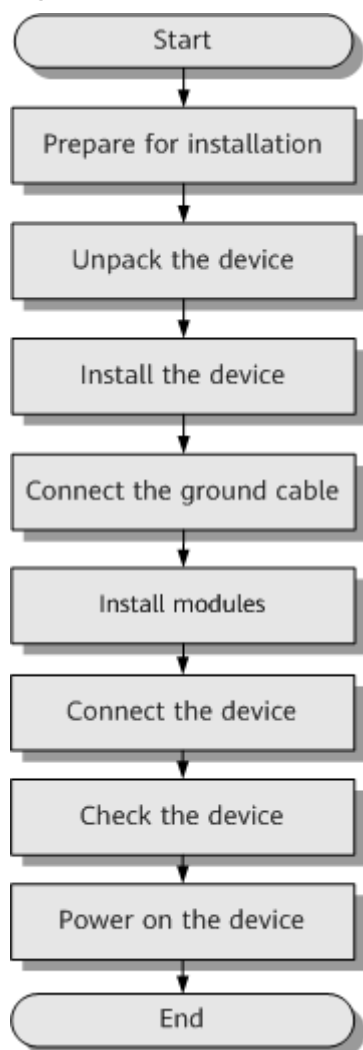 Start
Prepare for installation
Unpack the device
Install the device
Connect the ground cable
Install modules
Connect the device
Check the device
Power on the device
End